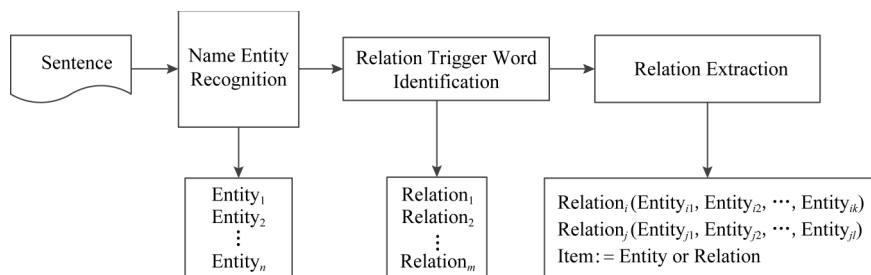 Sentence
Name Entity
Recognition
Relation Trigger Word
Identification
Relation Extraction
Entity₁
Entity₂
⋮
Entityₙ
Relation₁
Relation₂
⋮
Relationₘ
Relationᵢ(Entityᵢ₁, Entityᵢ₂, ···, Entityᵢₖ)
Relationⱼ(Entityⱼ₁, Entityⱼ₂, ···, Entityⱼₗ)
Item: = Entity or Relation